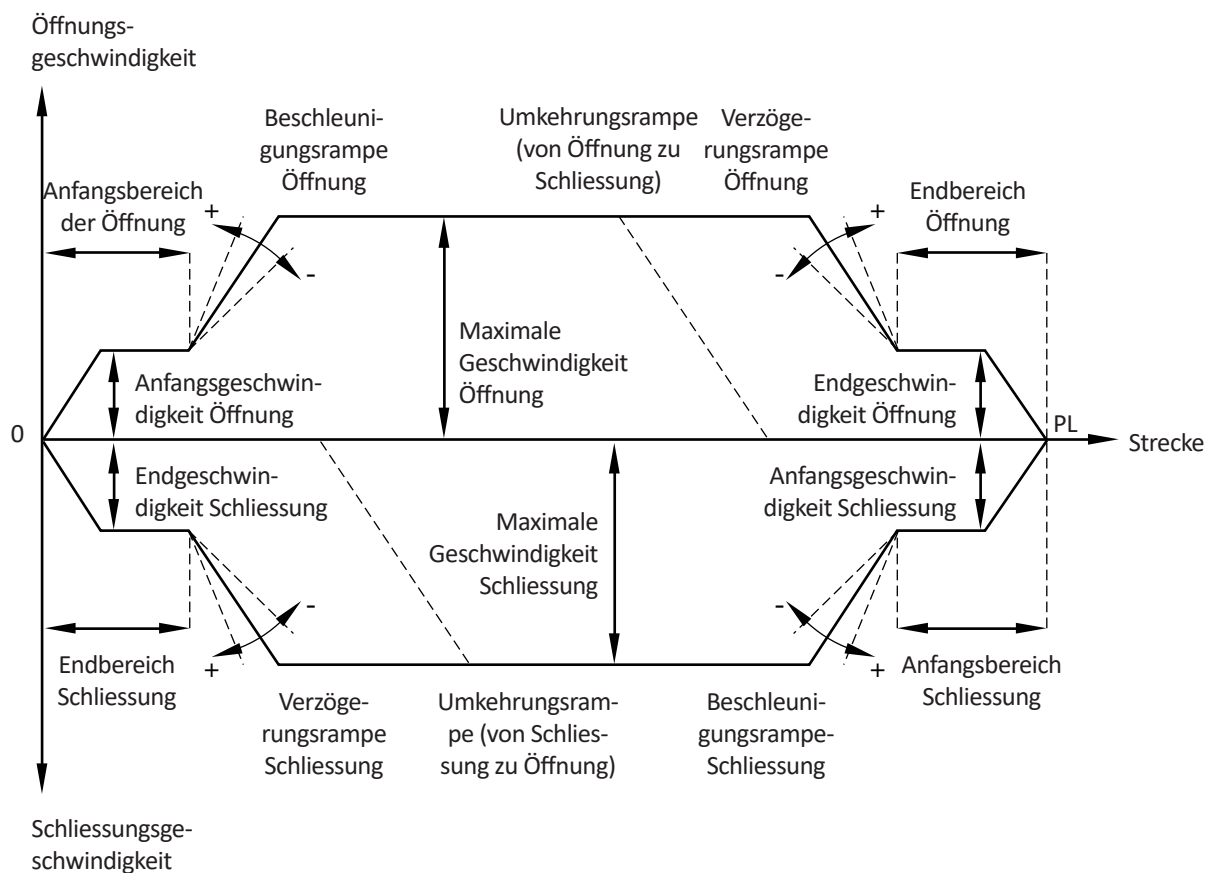 Öffnungs-
geschwindigkeit
Beschleuni-
gungsrampe
Öffnung
Umkehrungsrampe
(von Öffnung zu
Schliessung)
Verzöge-
rungsrampe
Öffnung
Anfangsbereich
der Öffnung
+
-
+
-
Endbereich
Öffnung
Maximale
Geschwindigkeit
Öffnung
Anfangsgeschwin-
digkeit Öffnung
Endgeschwin-
digkeit Öffnung
0
PL
Strecke
Endgeschwin-
digkeit Schliessung
Anfangsgeschwin-
digkeit Schliessung
Maximale
Geschwindigkeit
Schliessung
-
+
-
+
Endbereich
Schliessung
Anfangsbereich
Schliessung
Verzöge-
rungsrampe
Schliessung
Umkehrungsram-
pe (von Schlies-
sung zu Öffnung)
Beschleuni-
gungsrampe-
Schliessung
Schliessungsge-
schwindigkeit